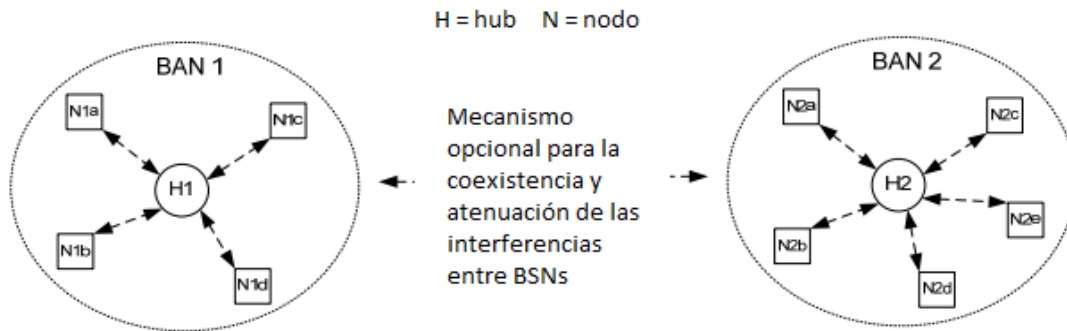 H = hub N = nodo
BAN 1
N1a
N1c
H1
N1b
N1d
Mecanismo
opcional para la
coexistencia y
atenuación de las
interferencias
entre BSNs
BAN 2
N2a
N2c
H2
N2e
N2b
N2d